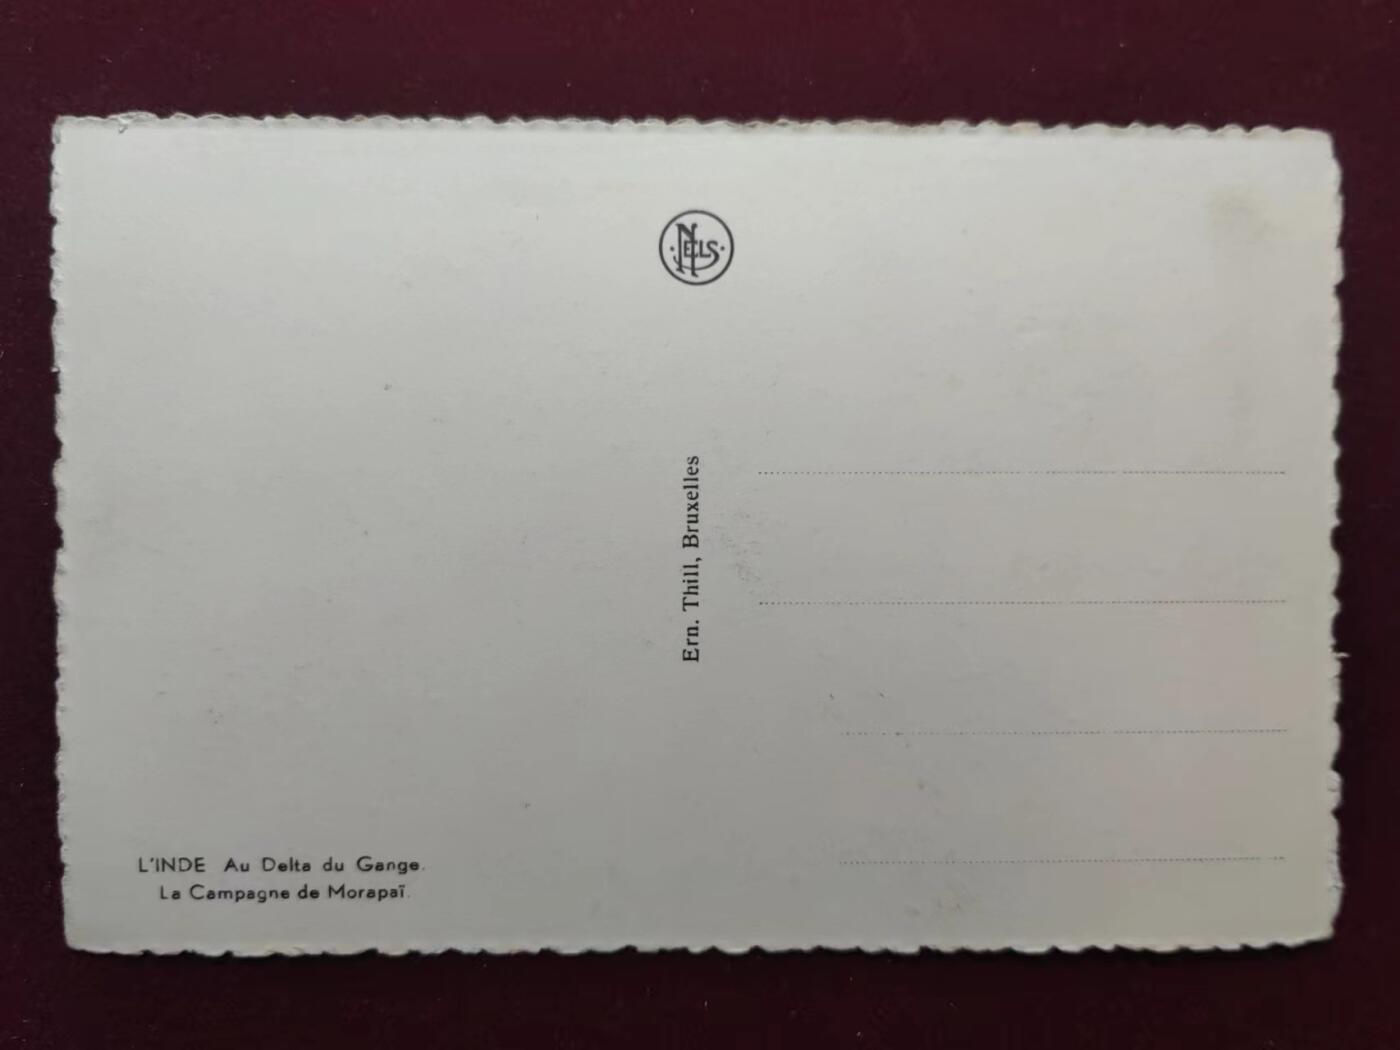 NELS
Ern. Thill, Bruxelles
L'INDE Au Delta du Gange.
La Campagne de Morapaï.